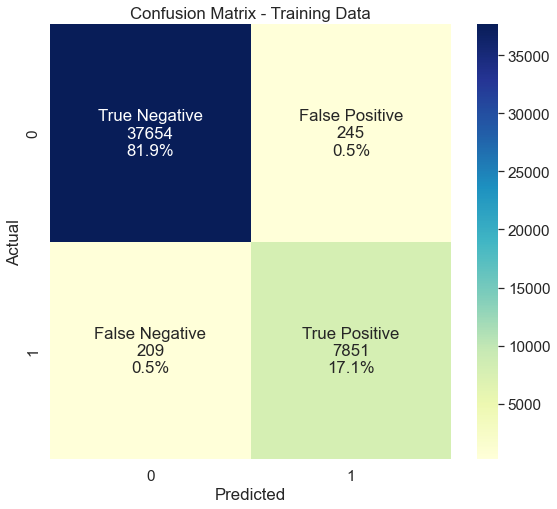 Confusion Matrix - Training Data
True Negative
37654
81.9%
False Positive
245
0.5%
False Negative
209
0.5%
True Positive
7851
17.1%
0
1
Actual
0
1
Predicted
35000
30000
25000
20000
15000
10000
5000